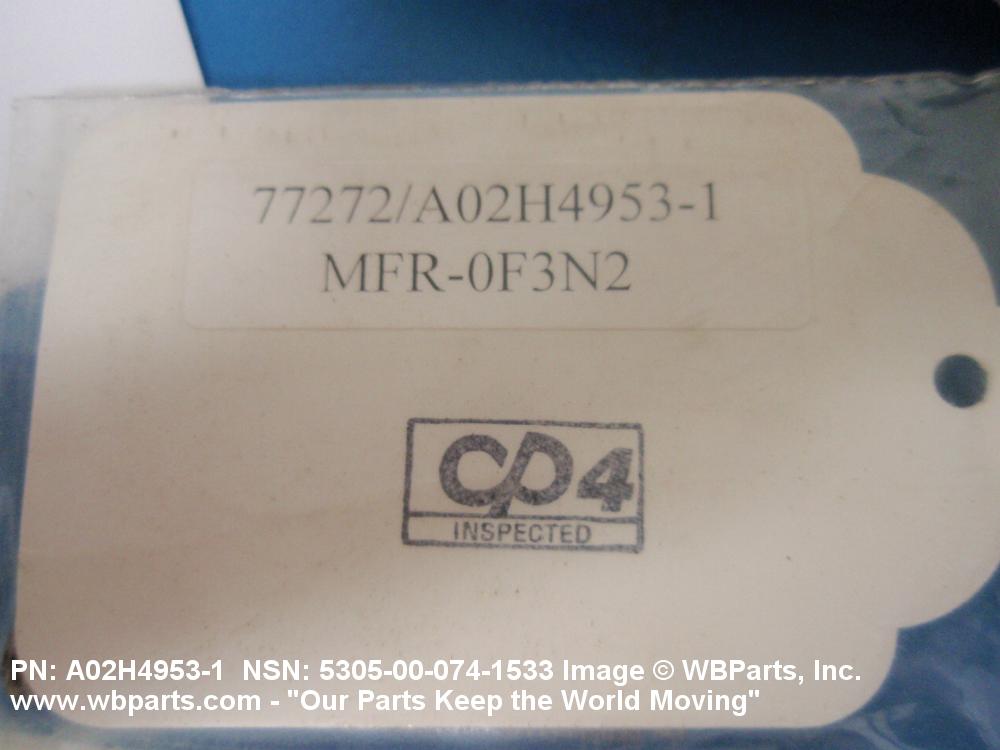 77272/A02H4953-1
MFR-0F3N2
CP4
INSPECTED
PN: A02H4953-1 NSN: 5305-00-074-1533 Image © WBParts, Inc.
www.wbparts.com - "Our Parts Keep the World Moving"